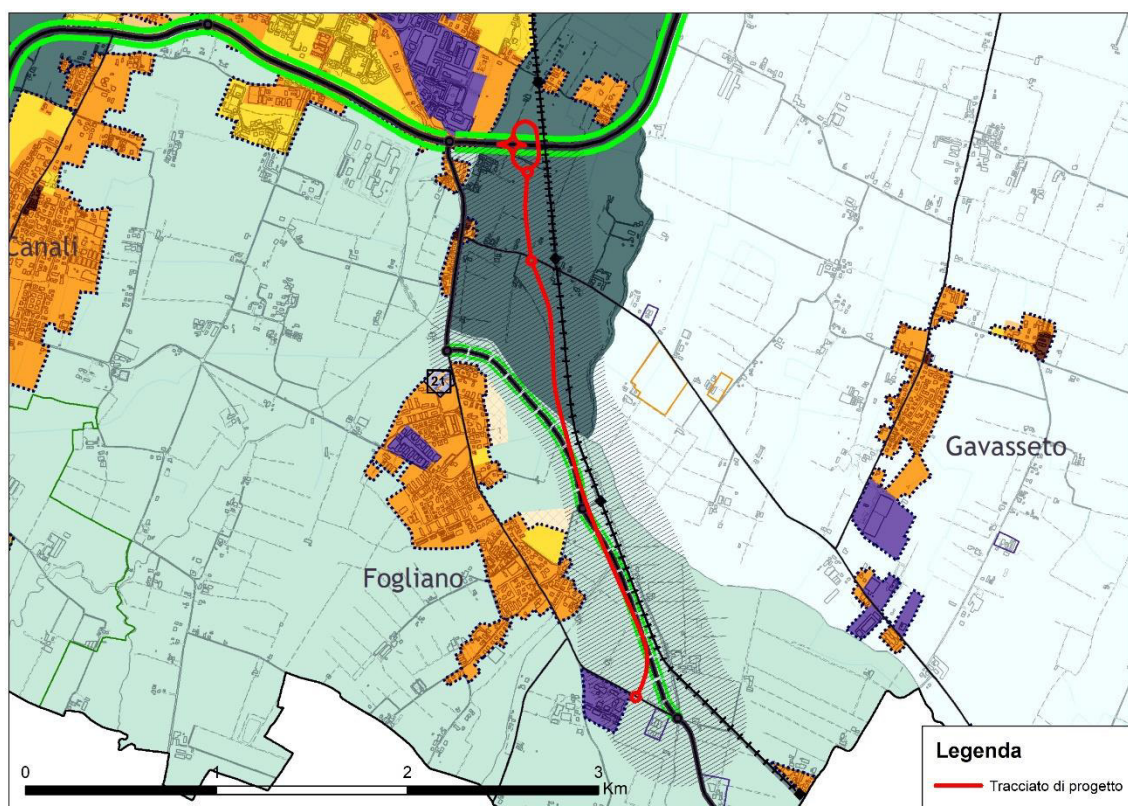 Canali
21
Gavasseto
Fogliano
Legenda
Tracciato di progetto
0 1 2 3
Km